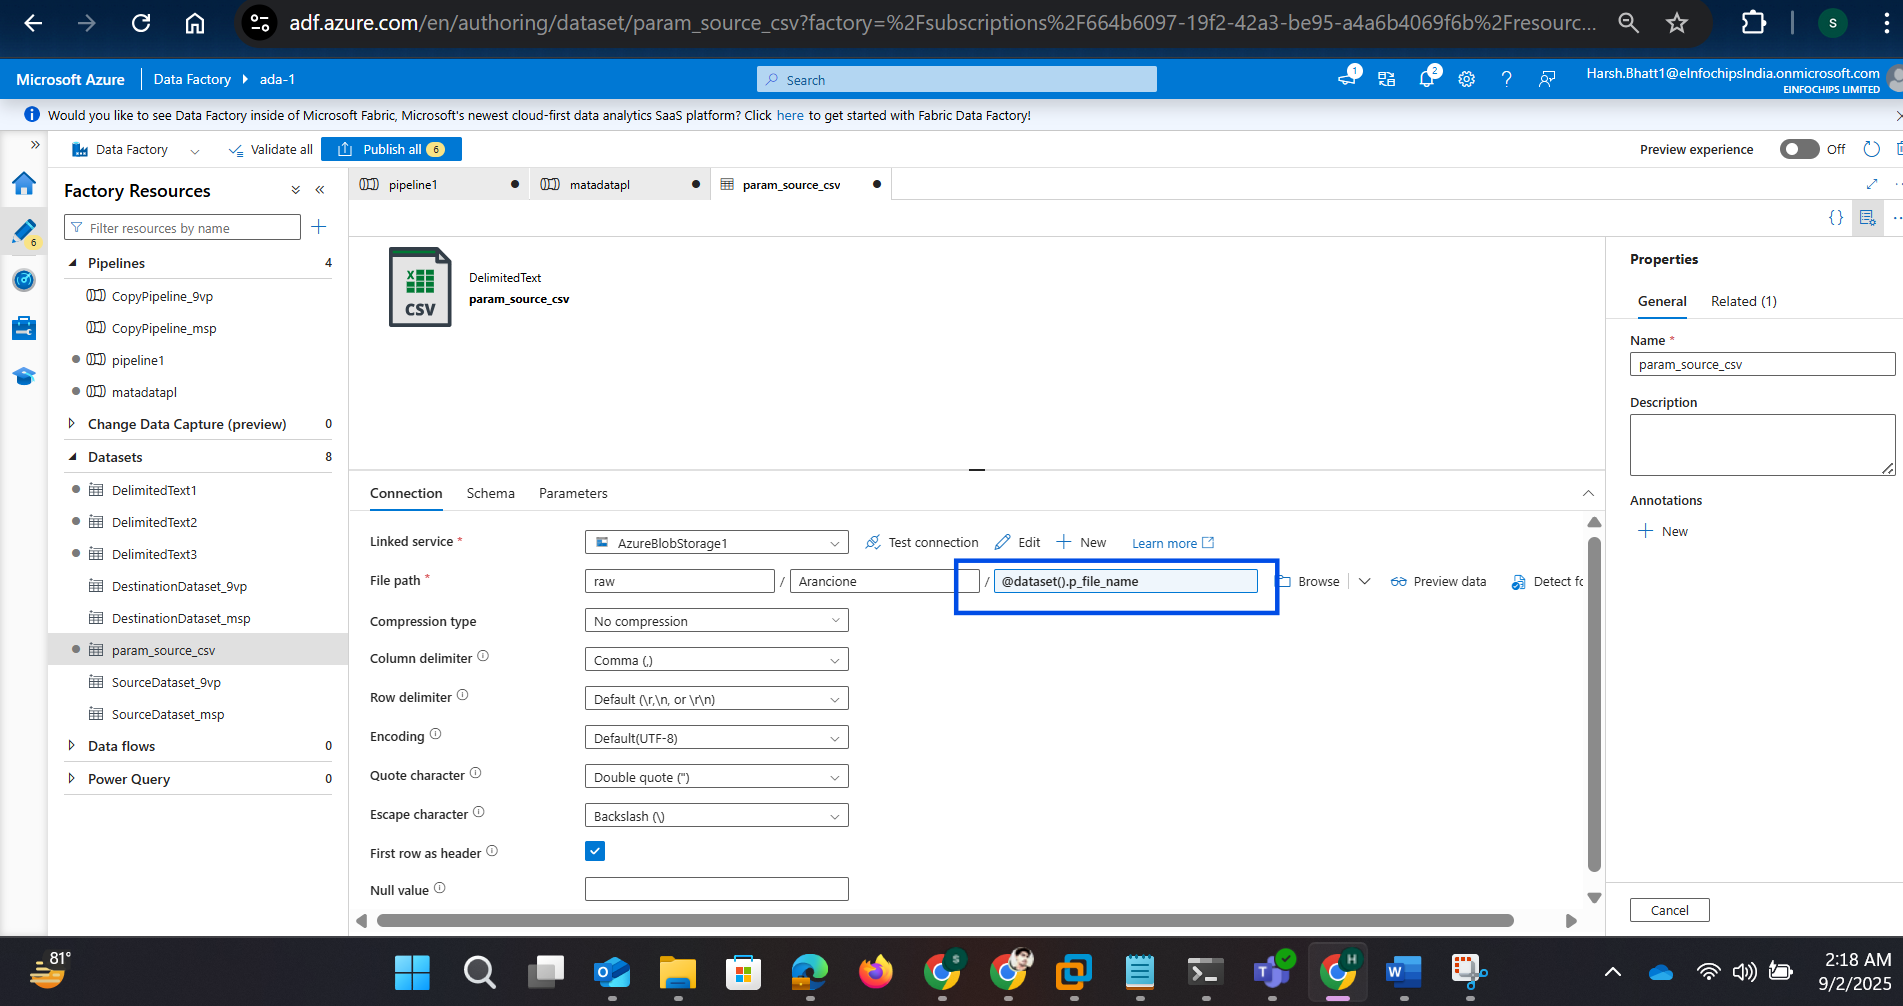 adf.azure.com/en/authoring/dataset/param_source_csv?factory=%2Fsubscriptions%2F664b6097-19f2-42a3-be95-a4a6b4069f6b%2Fresourc...
S
Microsoft Azure
Data Factory
ada-1
Search
1
2
Harsh.Bhatt1@eInfochipsIndia.onmicrosoft.com
EINFOCHIPS LIMITED
Would you like to see Data Factory inside of Microsoft Fabric, Microsoft's newest cloud-first data analytics SaaS platform? Click here to get started with Fabric Data Factory!
Data Factory
Validate all
Publish all 6
Preview experience
Off
6
Factory Resources
Filter resources by name
Pipelines 4
CopyPipeline_9vp
CopyPipeline_msp
pipeline1
matadatapl
Change Data Capture (preview) 0
Datasets 8
DelimitedText1
DelimitedText2
DelimitedText3
DestinationDataset_9vp
DestinationDataset_msp
param_source_csv
SourceDataset_9vp
SourceDataset_msp
Data flows 0
Power Query 0
pipeline1
matadatapl
param_source_csv
CSV
DelimitedText
param_source_csv
Connection
Schema
Parameters
Linked service *
AzureBlobStorage1
Test connection
Edit
New
Learn more
File path *
raw / Arancione / @dataset().p_file_name
Browse
Preview data
Detect fo
Compression type
No compression
Column delimiter
Comma (,)
Row delimiter
Default (\r,\n, or \r\n)
Encoding
Default(UTF-8)
Quote character
Double quote (")
Escape character
Backslash (\)
First row as header
Null value
Properties
General
Related (1)
Name *
param_source_csv
Description
Annotations
New
Cancel
81°
2:18 AM
9/2/2025